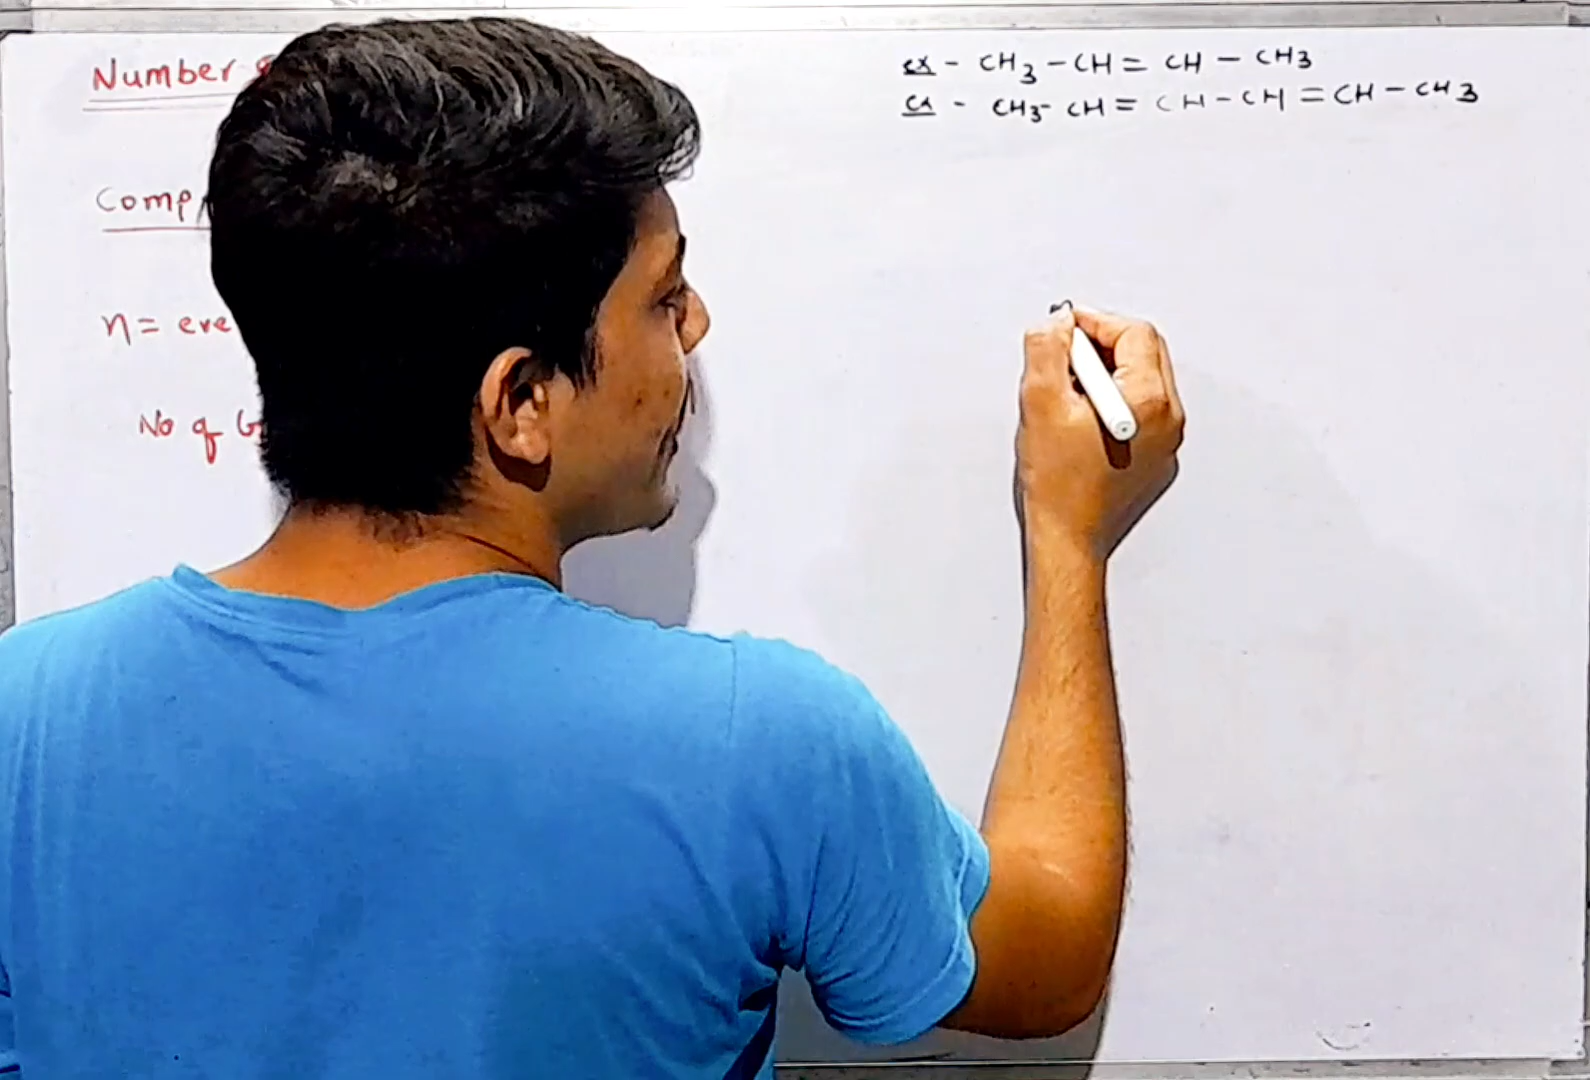 Number
Comp
n = eve
No of G
ex - CH3 - CH = CH - CH3
ex - CH3- CH = CH - CH = CH - CH3